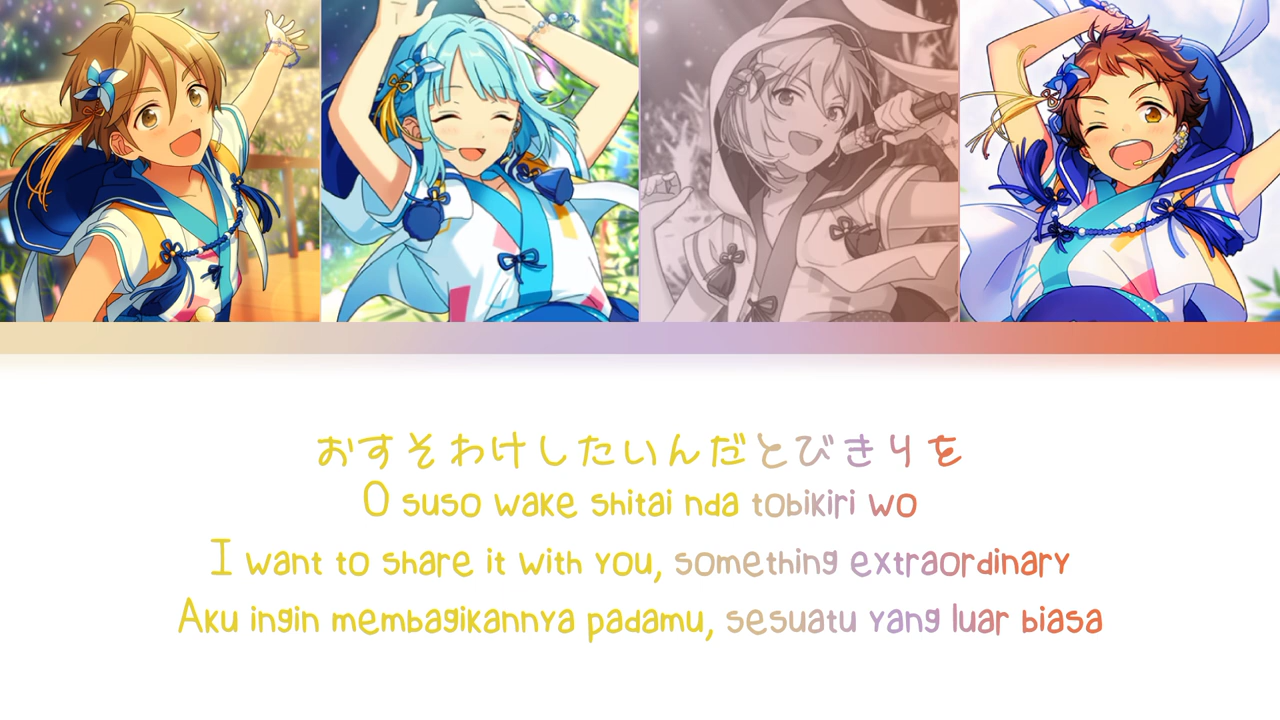 おすそわけしたいんだとびきりを
O suso wake shitai nda tobikiri wo
I want to share it with you, something extraordinary
Aku ingin membagikannya padamu, sesuatu yang luar biasa